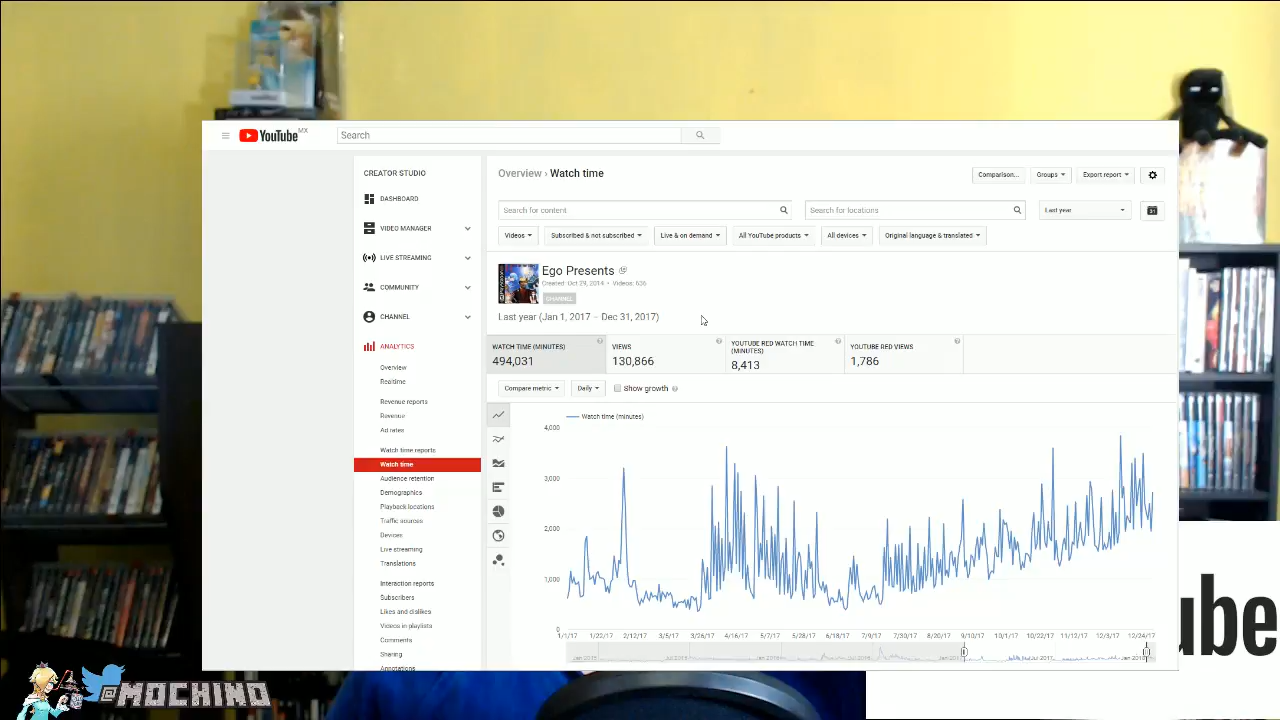 YouTube MX
Search
CREATOR STUDIO
DASHBOARD
VIDEO MANAGER
LIVE STREAMING
COMMUNITY
CHANNEL
ANALYTICS
Overview
Realtime
Revenue reports
Revenue
Ad rates
Watch time reports
Watch time
Audience retention
Demographics
Playback locations
Traffic sources
Devices
Live streaming
Translations
Interaction reports
Subscribers
Likes and dislikes
Videos in playlists
Comments
Sharing
Annotations
Overview › Watch time
Comparison... Groups Export report
Search for content Search for locations Last year 31
Videos Subscribed & not subscribed Live & on demand All YouTube products All devices Original language & translated
Ego Presents
Created: Oct 29, 2014 • Videos: 636
CHANNEL
Last year (Jan 1, 2017 – Dec 31, 2017)
WATCH TIME (MINUTES)
494,031
VIEWS
130,866
YOUTUBE RED WATCH TIME
(MINUTES)
8,413
YOUTUBE RED VIEWS
1,786
Compare metric Daily Show growth
Watch time (minutes)
4,000
3,000
2,000
1,000
0
1/1/17 1/22/17 2/12/17 3/5/17 3/26/17 4/16/17 5/7/17 5/28/17 6/18/17 7/9/17 7/30/17 8/20/17 9/10/17 10/1/17 10/22/17 11/12/17 12/3/17 12/24/17
Jul 2017
ube
@MOCHINO